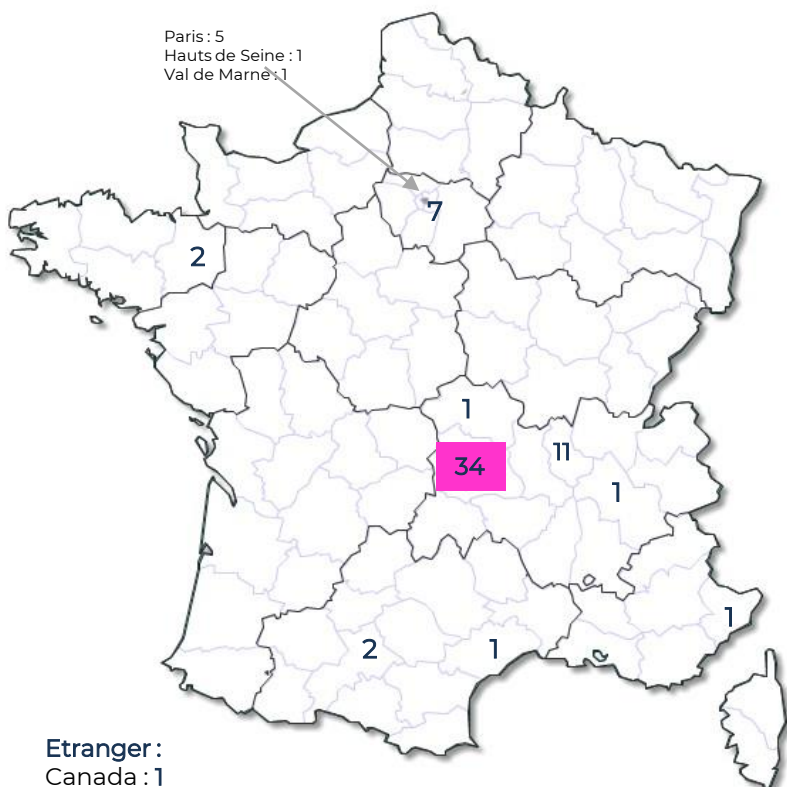 Paris : 5
Hauts de Seine : 1
Val de Marne : 1
7
2
1
11
34
1
1
2
1
Etranger :
Canada : 1